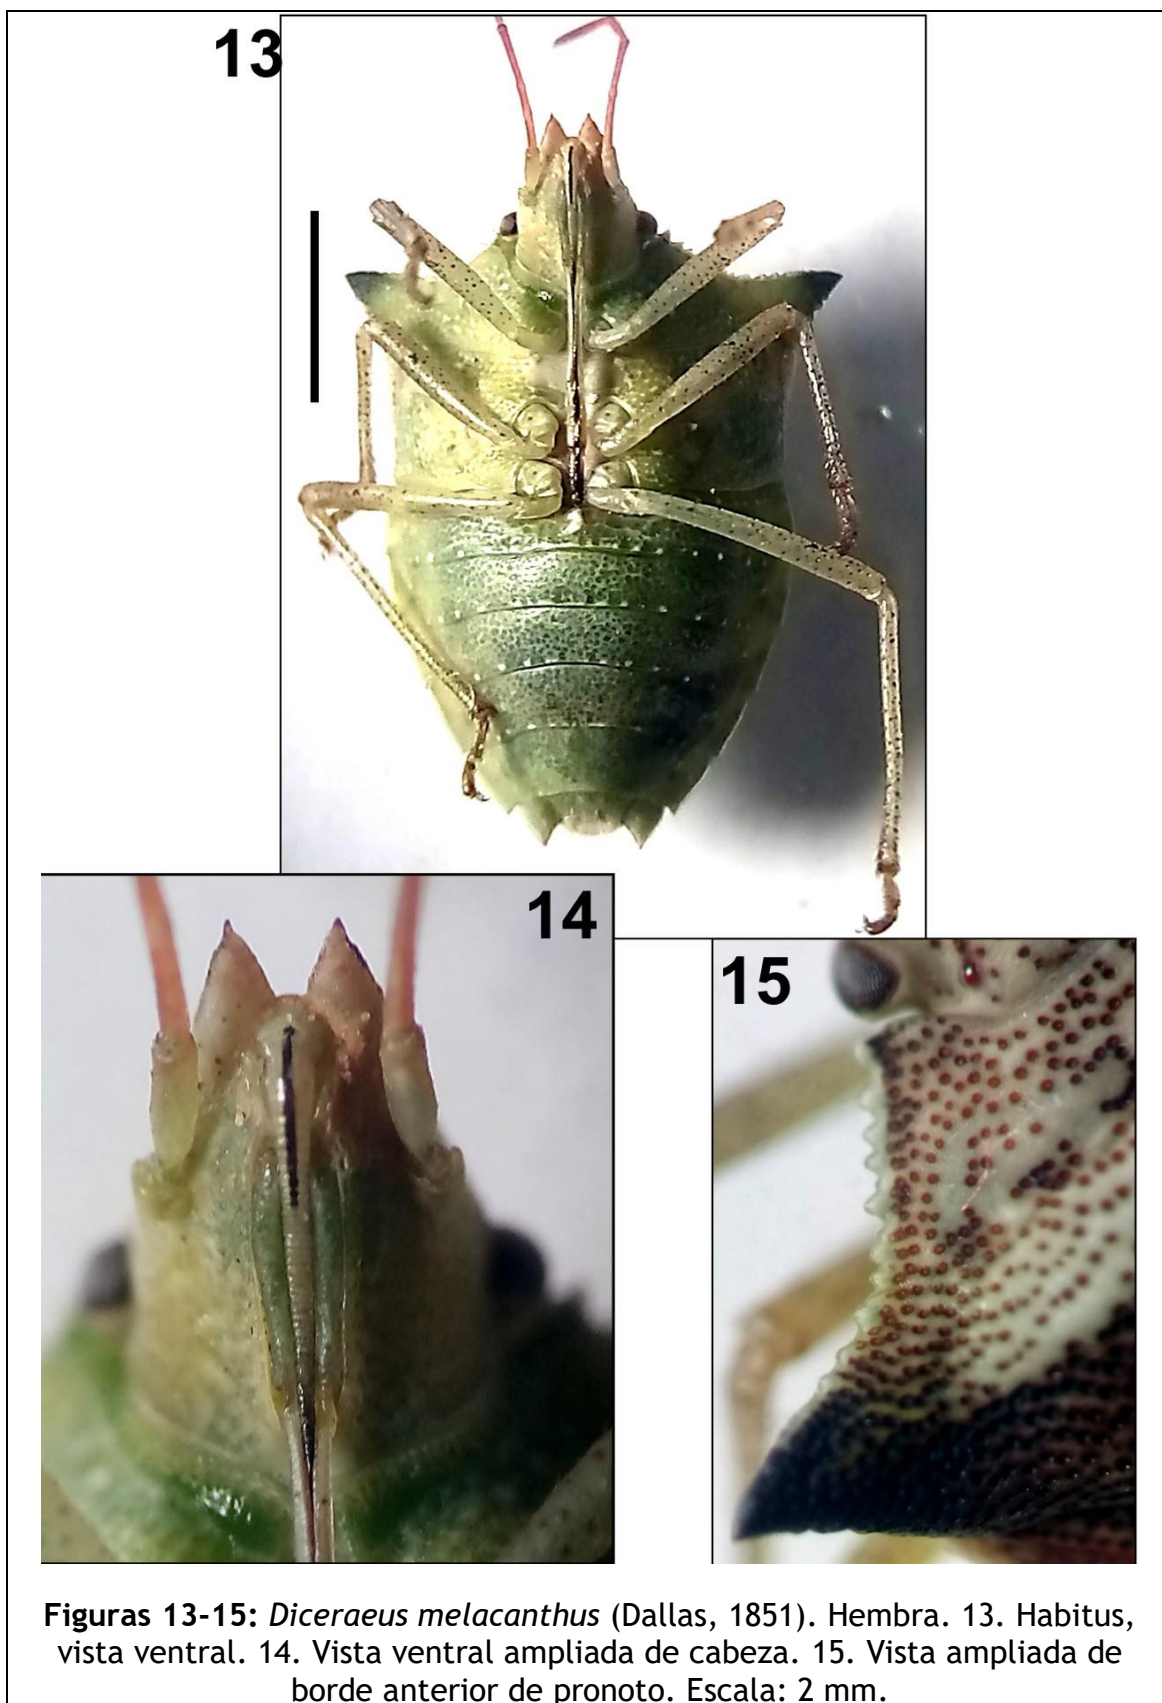 13
14
15
Figuras 13-15: Diceraeus melacanthus (Dallas, 1851). Hembra. 13. Habitus,
vista ventral. 14. Vista ventral ampliada de cabeza. 15. Vista ampliada de
borde anterior de pronoto. Escala: 2 mm.